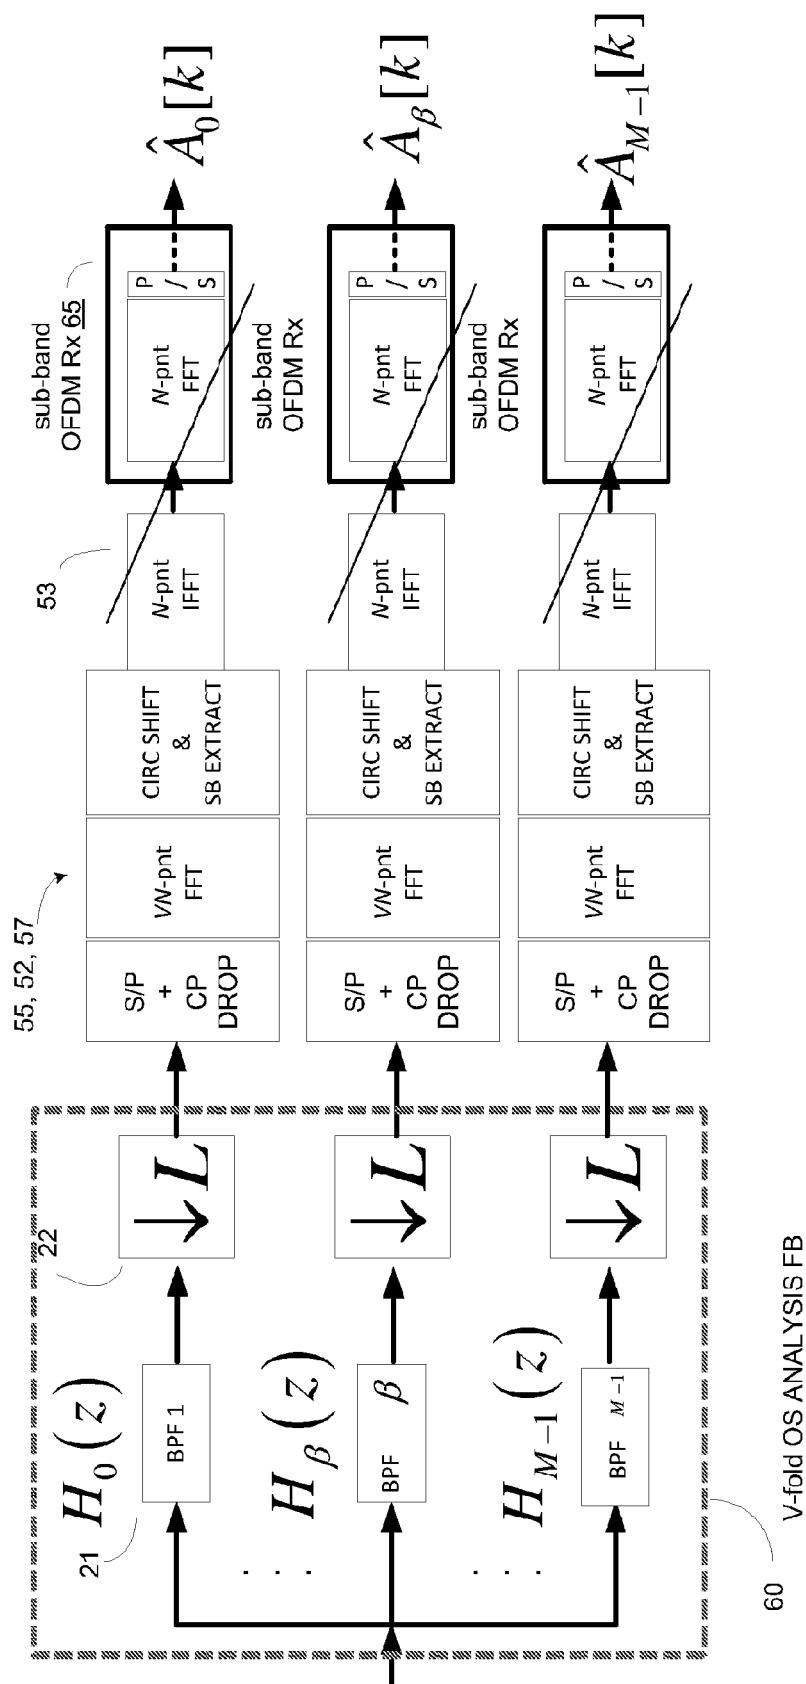 60
V-fold OS ANALYSIS FB
21
H_0(z)
BPF 1
22
↓L
55, 52, 57
S/P
+
CP
DROP
VN-pnt
FFT
CIRC SHIFT
&
SB EXTRACT
53
N-pnt
IFFT
sub-band
OFDM Rx 65
N-pnt
FFT
P
/
S
Â_0[k]
. . .
H_β(z)
BPF β
↓L
S/P
+
CP
DROP
VN-pnt
FFT
CIRC SHIFT
&
SB EXTRACT
N-pnt
IFFT
sub-band
OFDM Rx
N-pnt
FFT
P
/
S
Â_β[k]
. . .
H_{M-1}(z)
BPF M-1
↓L
S/P
+
CP
DROP
VN-pnt
FFT
CIRC SHIFT
&
SB EXTRACT
N-pnt
IFFT
sub-band
OFDM Rx
N-pnt
FFT
P
/
S
Â_{M-1}[k]